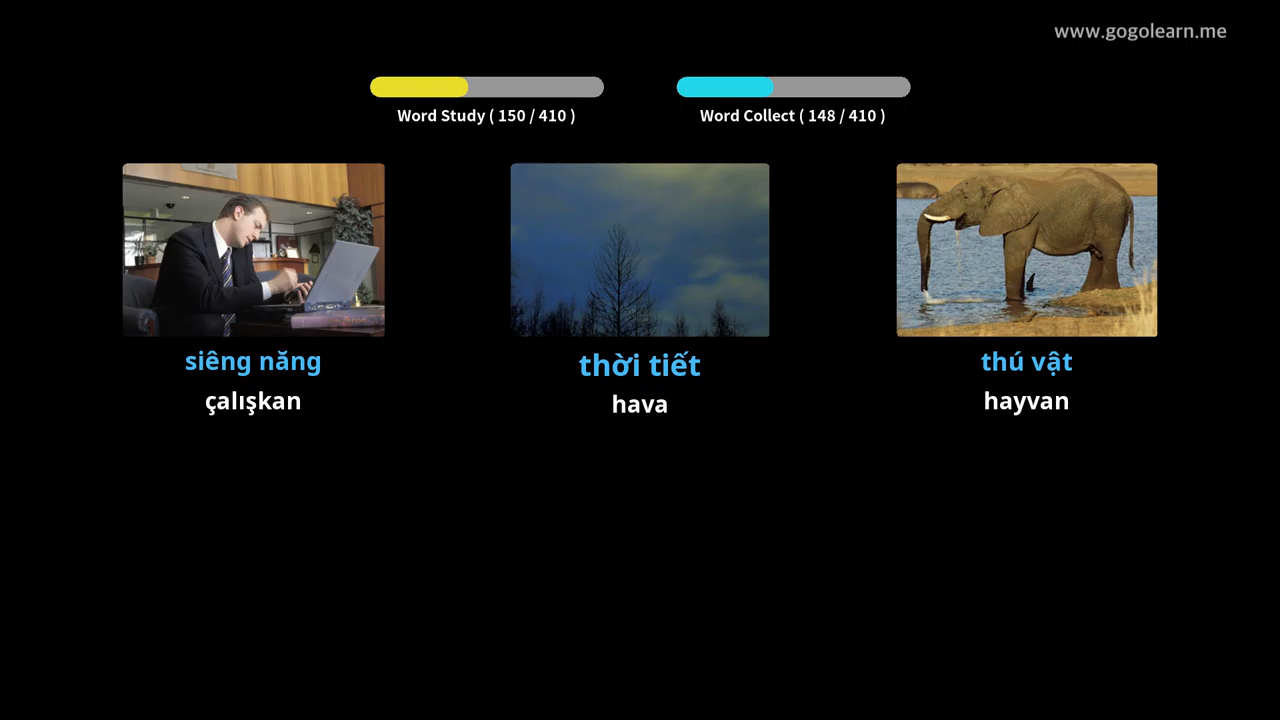 www.gogolearn.me
Word Study ( 150 / 410 )
Word Collect ( 148 / 410 )
siêng năng
çalışkan
thời tiết
hava
thú vật
hayvan